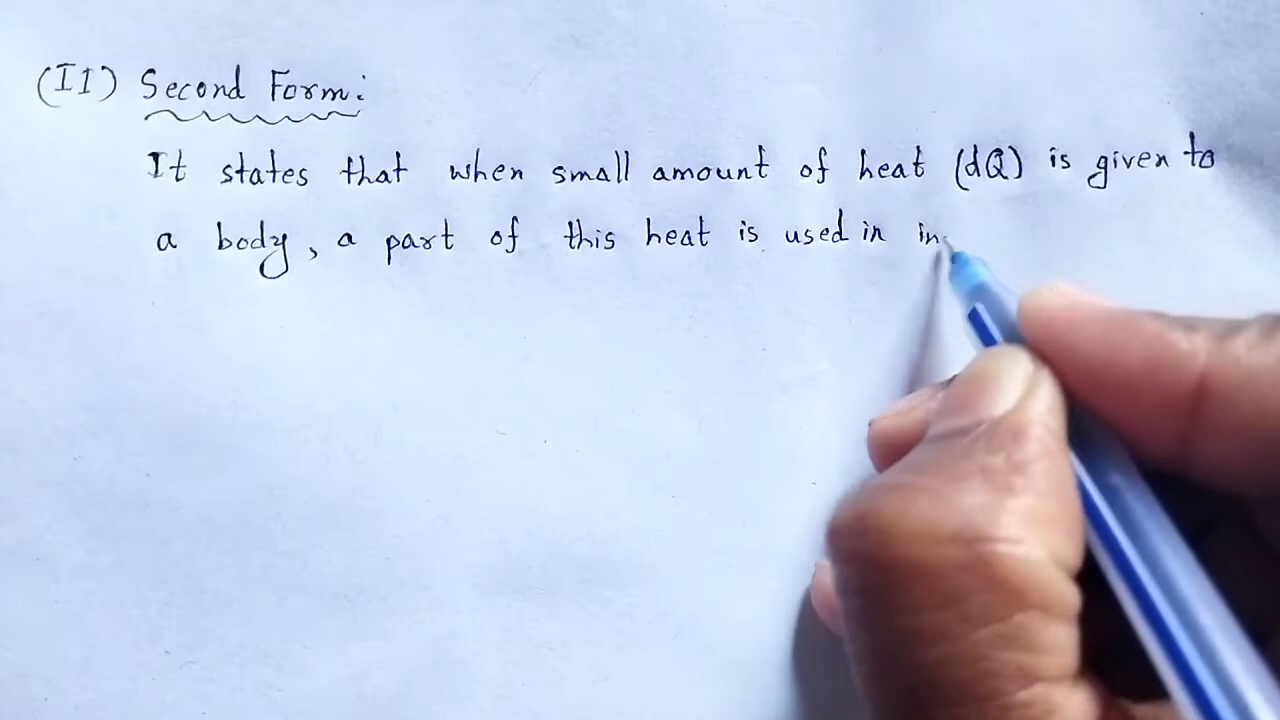 (II) Second Form:
It states that when small amount of heat (dQ) is given to
a body, a part of this heat is used in in